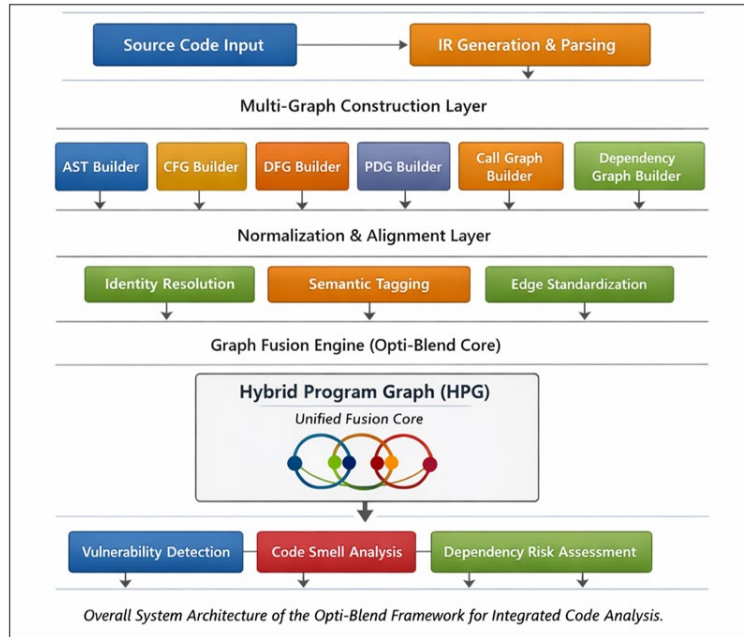 Source Code Input
IR Generation & Parsing
Multi-Graph Construction Layer
AST Builder
CFG Builder
DFG Builder
PDG Builder
Call Graph
Builder
Dependency
Graph Builder
Normalization & Alignment Layer
Identity Resolution
Semantic Tagging
Edge Standardization
Graph Fusion Engine (Opti-Blend Core)
Hybrid Program Graph (HPG)
Unified Fusion Core
Vulnerability Detection
Code Smell Analysis
Dependency Risk Assessment
Overall System Architecture of the Opti-Blend Framework for Integrated Code Analysis.